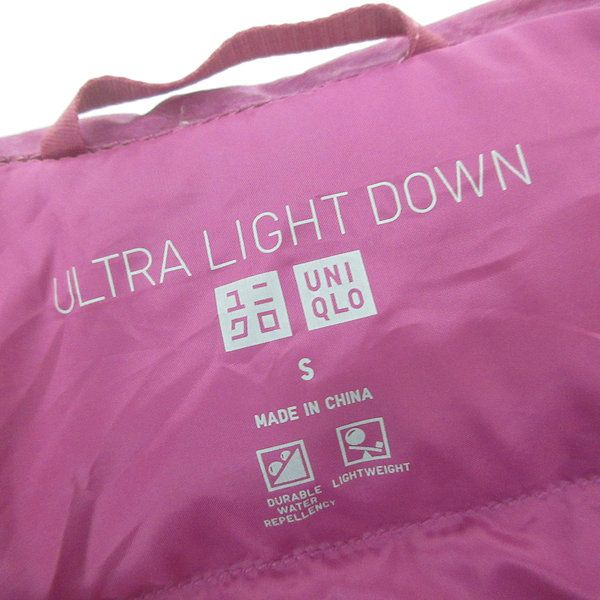 ULTRA LIGHT DOWN
ユニ UNI
クロ QLO
S
MADE IN CHINA
DURABLE
WATER
REPELLENCY
LIGHTWEIGHT